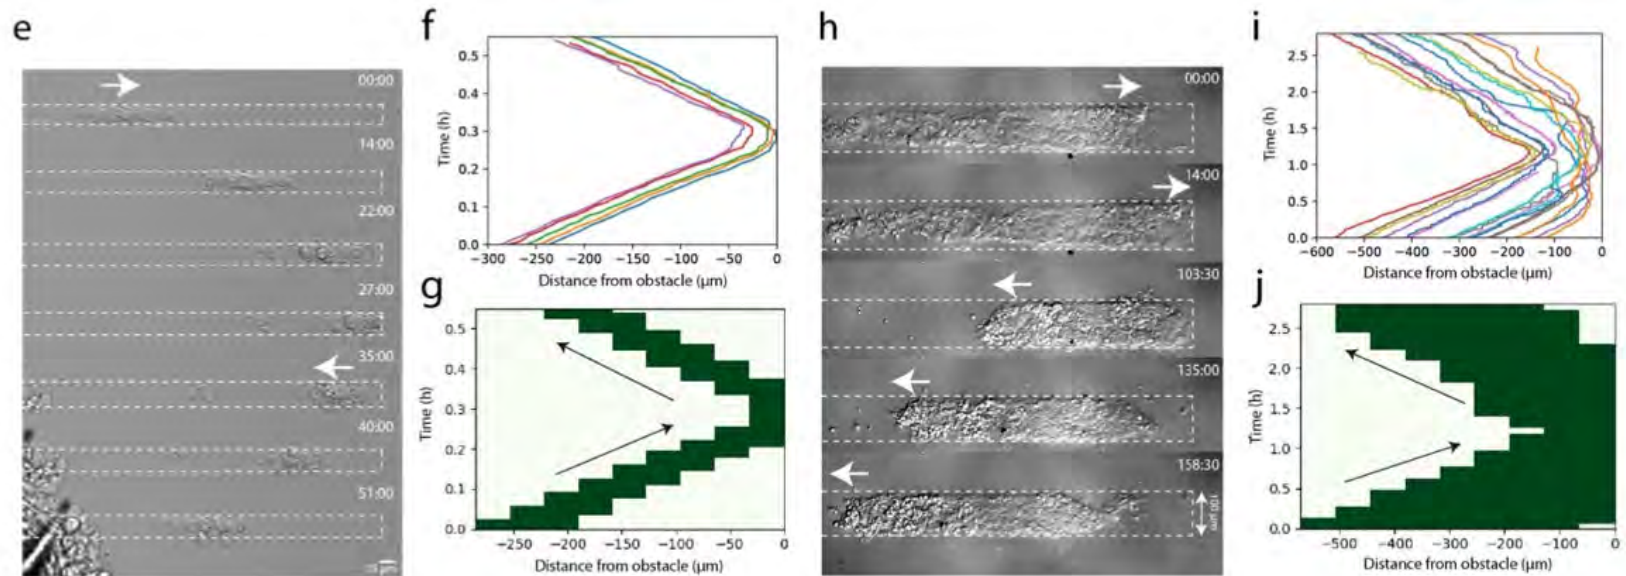 e
00:00
14:00
22:00
27:00
35:00
40:00
51:00
f
Time (h)
0.5
0.4
0.3
0.2
0.1
0.0
−300 −250 −200 −150 −100 −50 0
Distance from obstacle (µm)
g
Time (h)
0.5
0.4
0.3
0.2
0.1
0.0
−250 −200 −150 −100 −50 0
Distance from obstacle (µm)
h
00:00
14:00
103:30
135:00
158:30
100 µm
i
Time (h)
2.5
2.0
1.5
1.0
0.5
0.0
−600 −500 −400 −300 −200 −100 0
Distance from obstacle (µm)
j
Time (h)
2.5
2.0
1.5
1.0
0.5
0.0
−500 −400 −300 −200 −100 0
Distance from obstacle (µm)